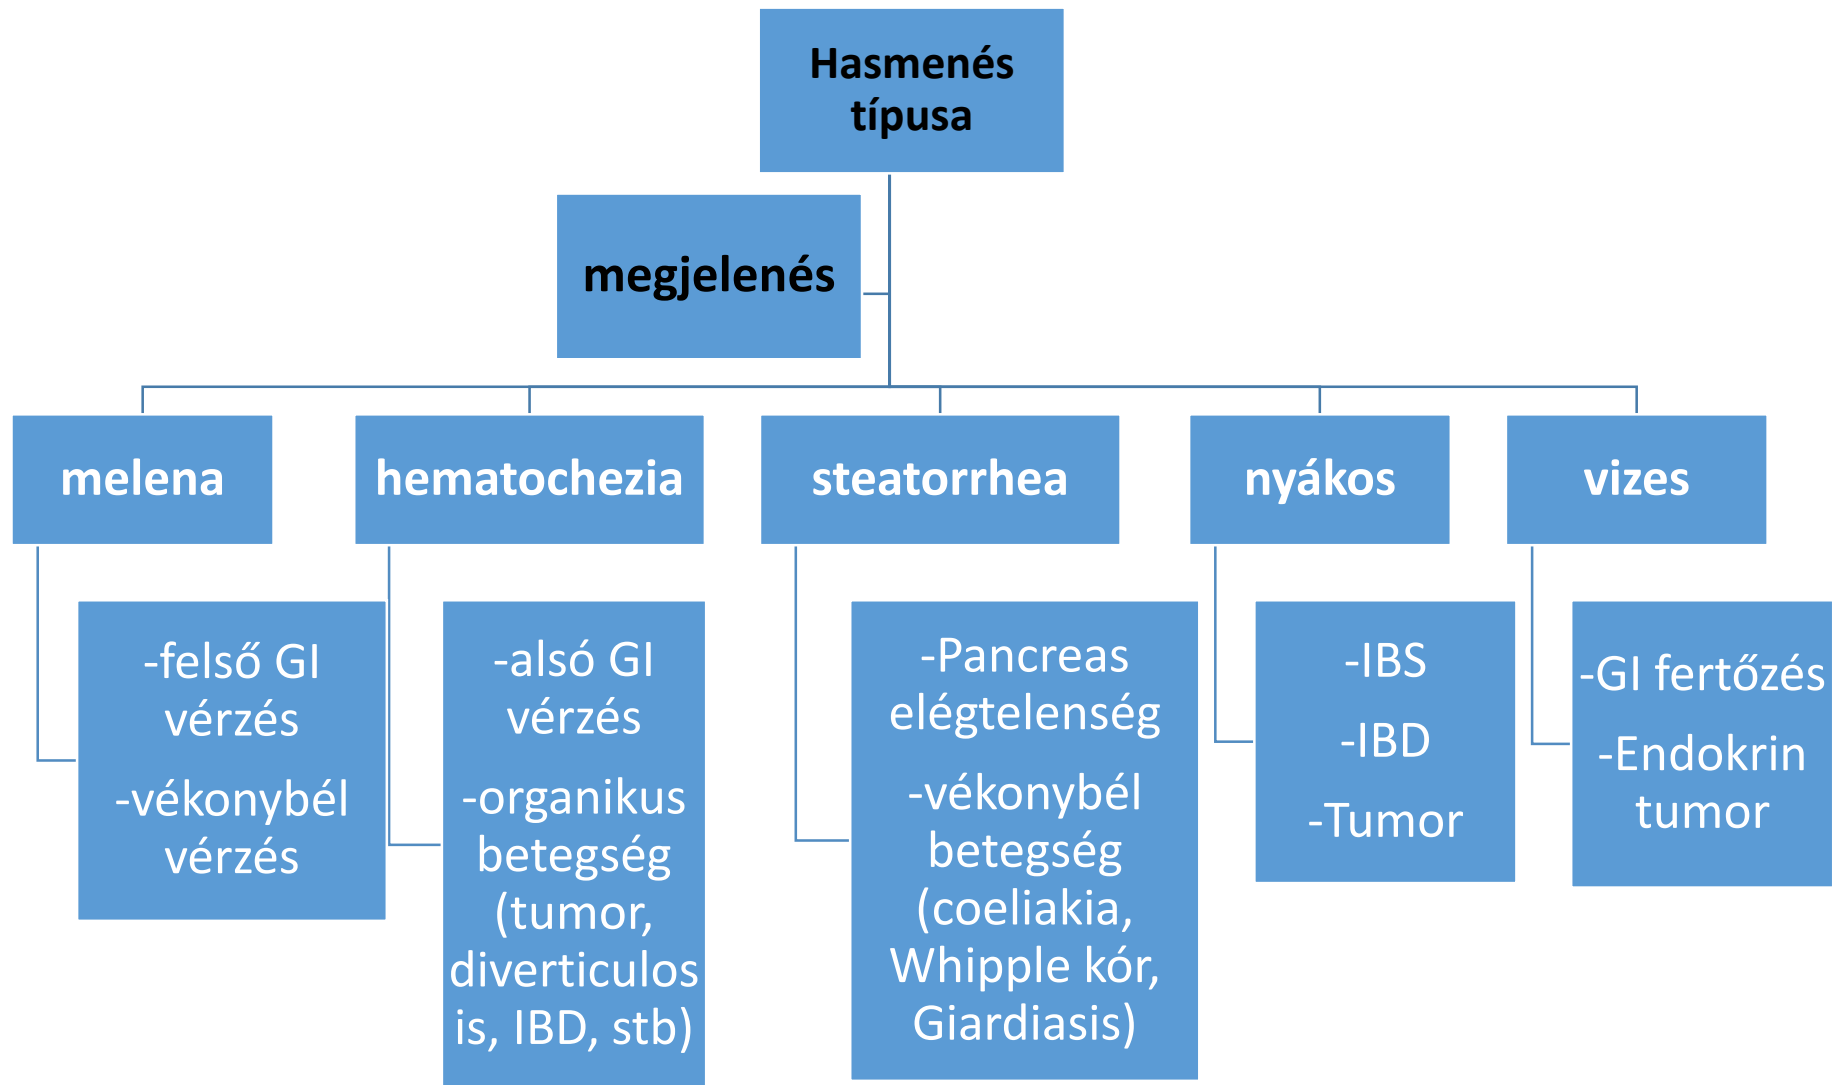 Hasmenés
típusa
megjelenés
melena
hematochezia
steatorrhea
nyákos
vizes
-felső GI
vérzés
-vékonybél
vérzés
-alsó GI
vérzés
-organikus
betegség
(tumor,
diverticulos
is, IBD, stb)
-Pancreas
elégtelenség
-vékonybél
betegség
(coeliakia,
Whipple kór,
Giardiasis)
-IBS
-IBD
-Tumor
-GI fertőzés
-Endokrin
tumor